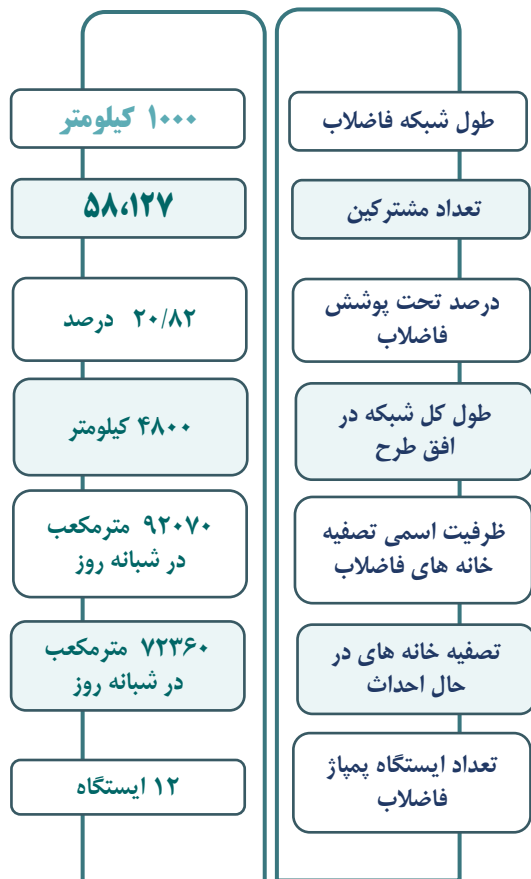 طول شبکه فاضلاب
۱۰۰۰ کیلومتر
تعداد مشترکین
۵۸،۱۲۷
درصد تحت پوشش
فاضلاب
۲۰/۸۲ درصد
طول کل شبکه در
افق طرح
۴۸۰۰ کیلومتر
ظرفیت اسمی تصفیه
خانه های فاضلاب
۹۲۰۷۰ مترمکعب
در شبانه روز
تصفیه خانه های در
حال احداث
۷۲۳۶۰ مترمکعب
در شبانه روز
تعداد ایستگاه پمپاژ
فاضلاب
۱۲ ایستگاه